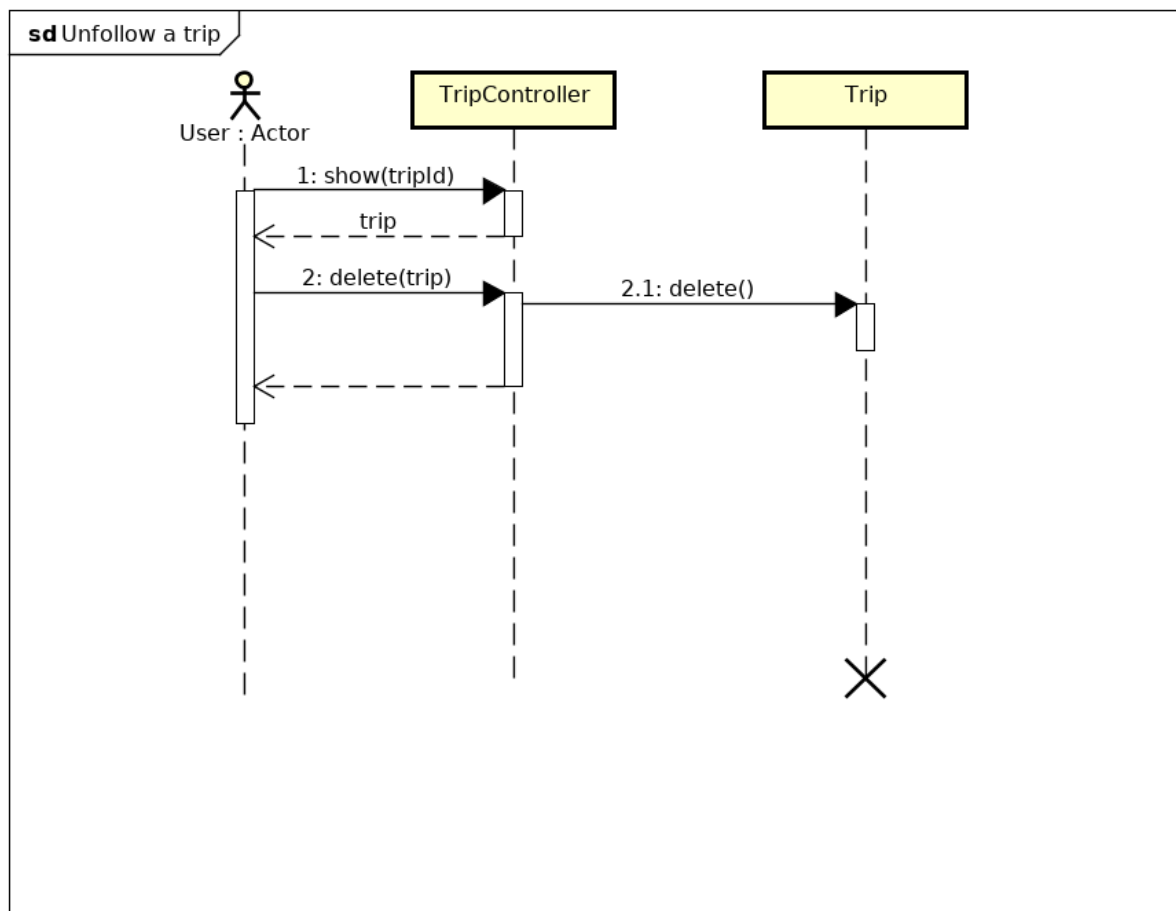 sd Unfollow a trip
User : Actor
TripController
Trip
1: show(tripId)
trip
2: delete(trip)
2.1: delete()